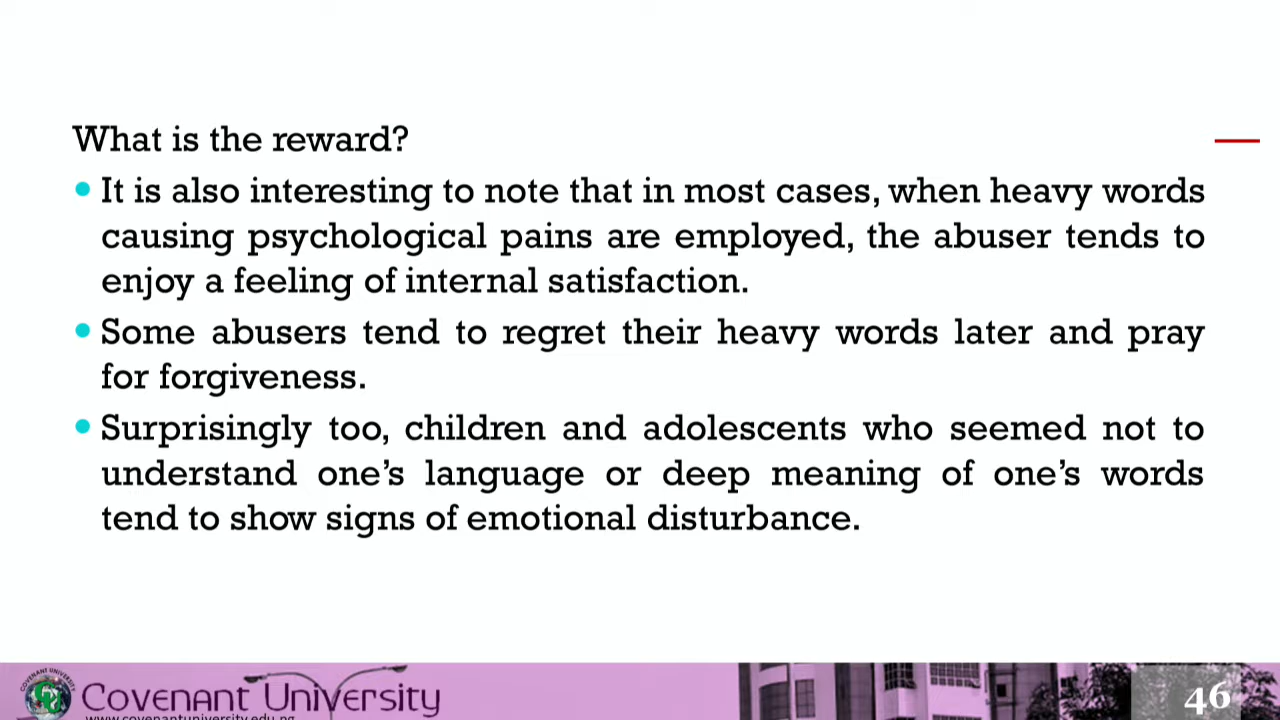 What is the reward?
It is also interesting to note that in most cases, when heavy words
causing psychological pains are employed, the abuser tends to
enjoy a feeling of internal satisfaction.
Some abusers tend to regret their heavy words later and pray
for forgiveness.
Surprisingly too, children and adolescents who seemed not to
understand one's language or deep meaning of one's words
tend to show signs of emotional disturbance.
COVENANT UNIVERSITY
Covenant University
www.covenantuniversity.edu.ng
46